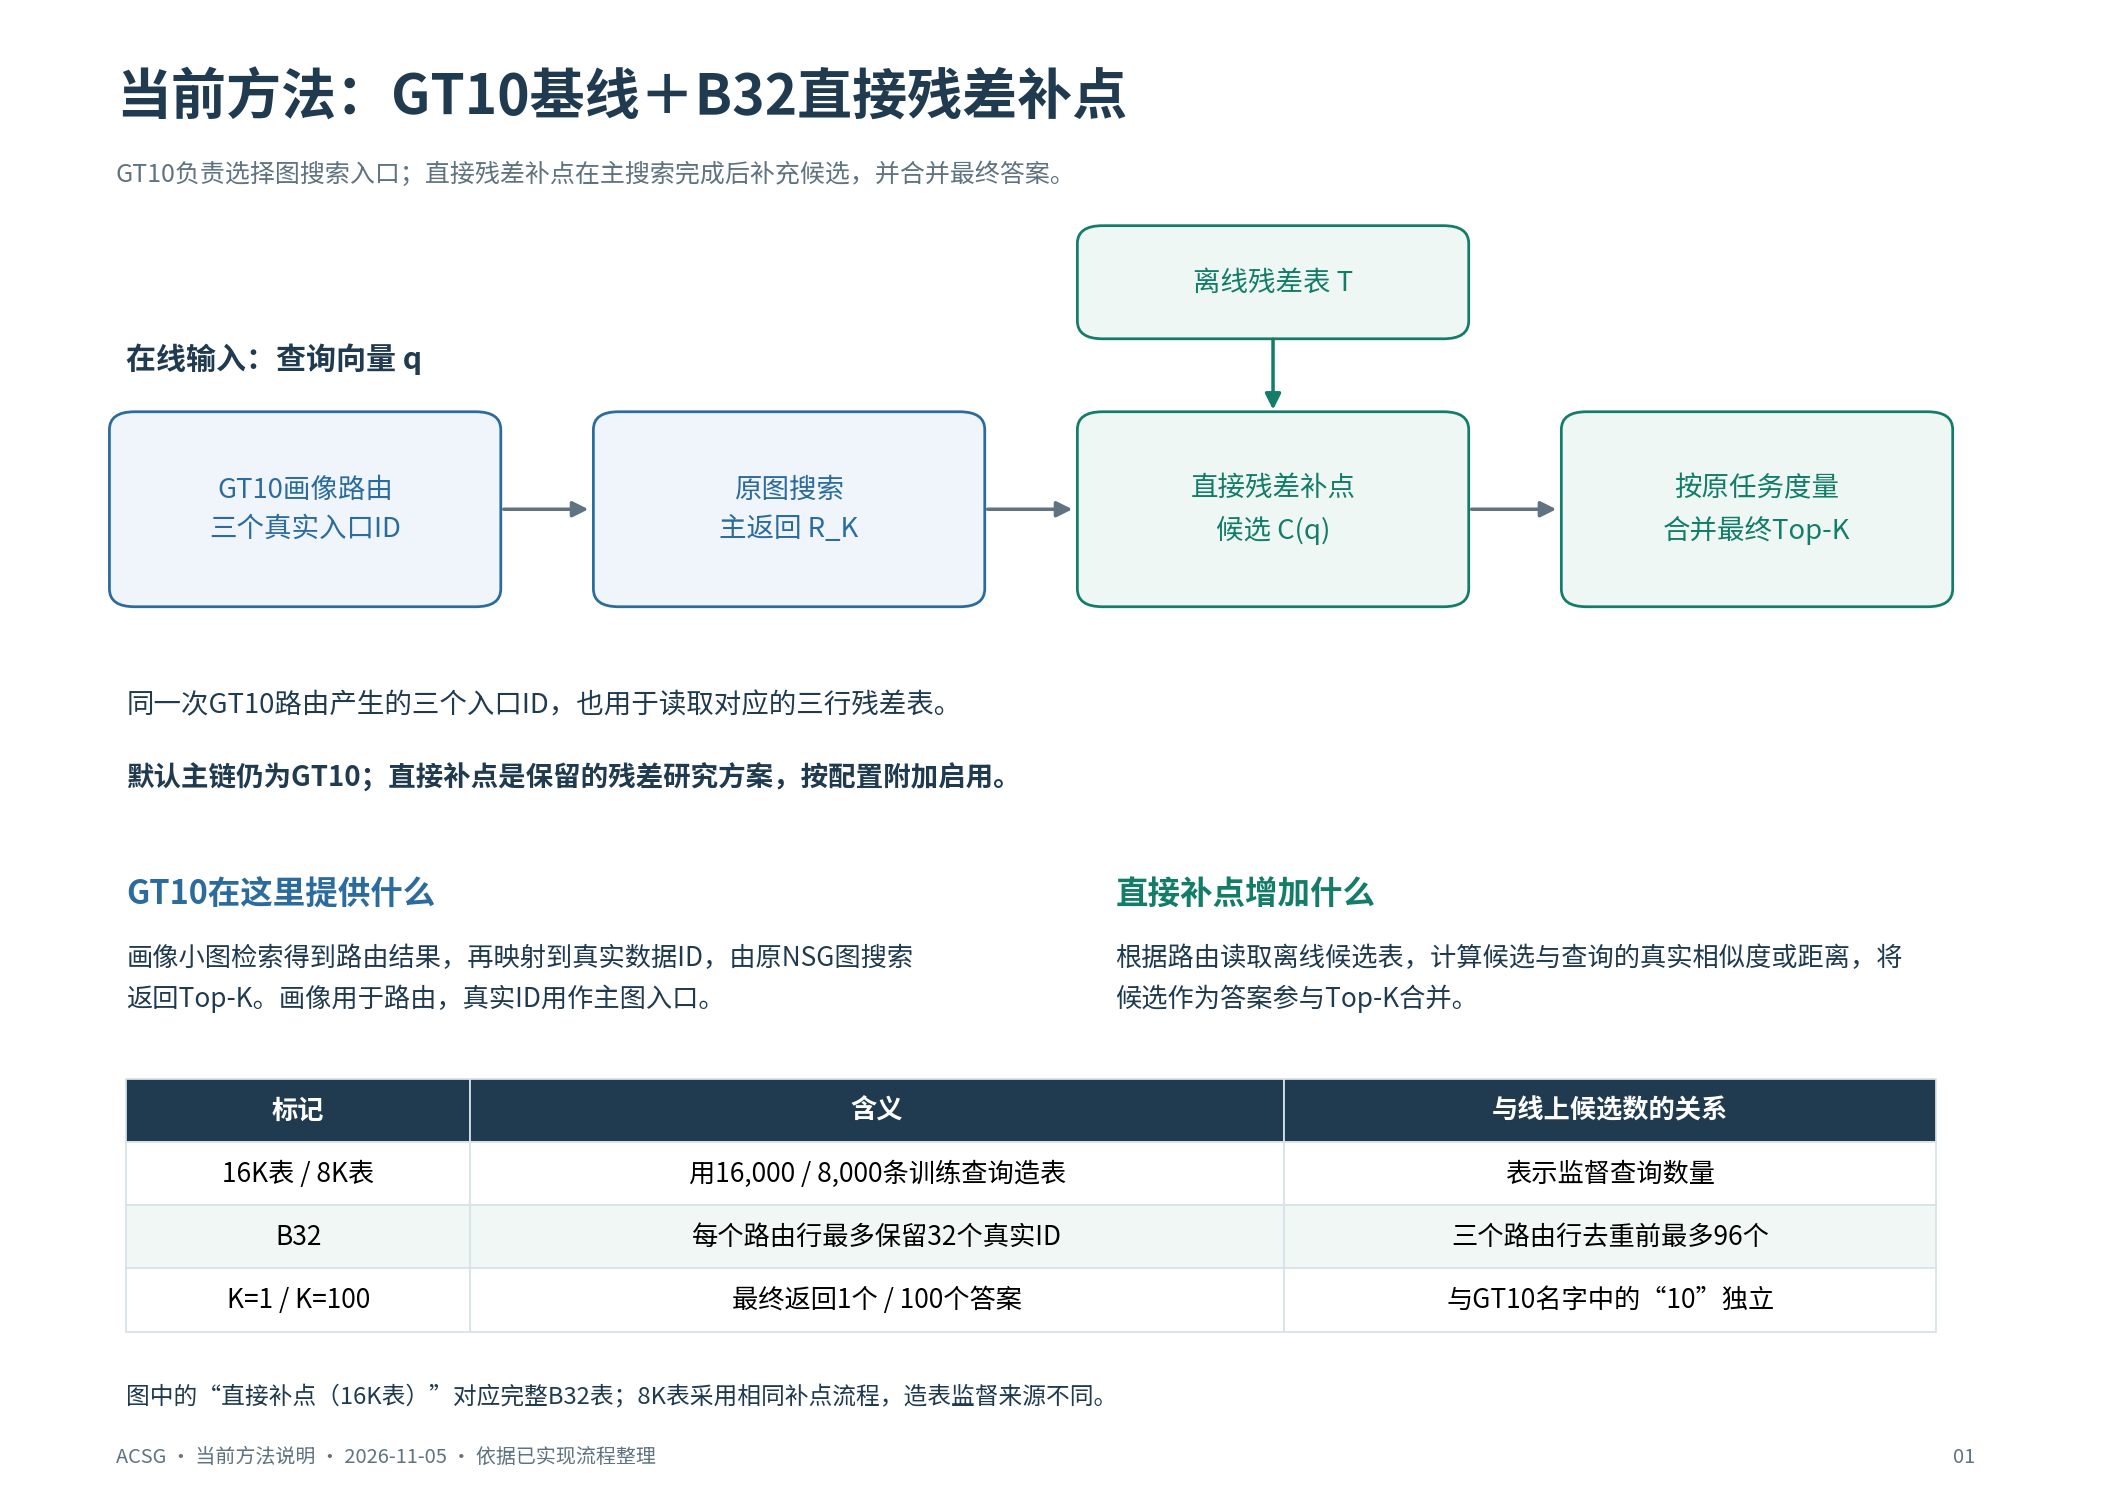 当前方法：GT10基线＋B32直接残差补点
GT10负责选择图搜索入口；直接残差补点在主搜索完成后补充候选，并合并最终答案。
离线残差表 T
在线输入：查询向量 q
GT10画像路由
三个真实入口ID
原图搜索
主返回 R_K
直接残差补点
候选 C(q)
按原任务度量
合并最终Top-K
同一次GT10路由产生的三个入口ID，也用于读取对应的三行残差表。
默认主链仍为GT10；直接补点是保留的残差研究方案，按配置附加启用。
GT10在这里提供什么
画像小图检索得到路由结果，再映射到真实数据ID，由原NSG图搜索
返回Top-K。画像用于路由，真实ID用作主图入口。
直接补点增加什么
根据路由读取离线候选表，计算候选与查询的真实相似度或距离，将
候选作为答案参与Top-K合并。
标记 含义 与线上候选数的关系
16K表 / 8K表 用16,000 / 8,000条训练查询造表 表示监督查询数量
B32 每个路由行最多保留32个真实ID 三个路由行去重前最多96个
K=1 / K=100 最终返回1个 / 100个答案 与GT10名字中的“10”独立
图中的“直接补点（16K表）”对应完整B32表；8K表采用相同补点流程，造表监督来源不同。
ACSG · 当前方法说明 · 2026-11-05 · 依据已实现流程整理
01